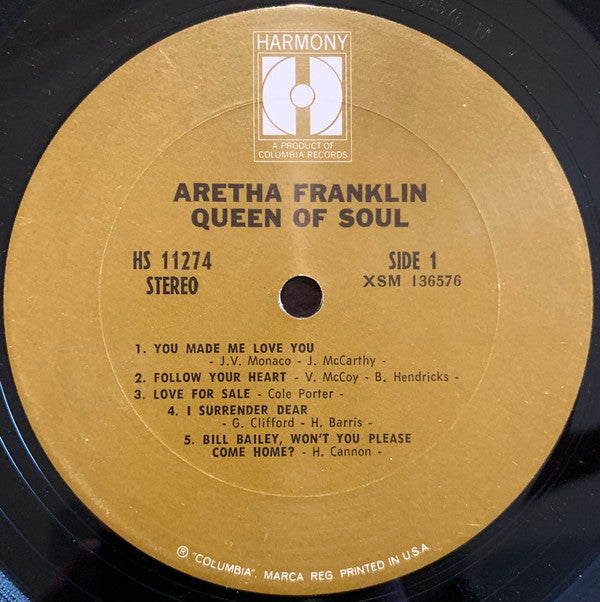 HARMONY
A PRODUCT OF
COLUMBIA RECORDS
ARETHA FRANKLIN
QUEEN OF SOUL
HS 11274 SIDE 1
STEREO XSM 136576
1. YOU MADE ME LOVE YOU
- J.V. Monaco - J. McCarthy -
2. FOLLOW YOUR HEART - V. McCoy - B. Hendricks -
3. LOVE FOR SALE - Cole Porter -
4. I SURRENDER DEAR
- G. Clifford - H. Barris -
5. BILL BAILEY, WON'T YOU PLEASE
COME HOME? - H. Cannon -
Ⓡ "COLUMBIA", MARCA REG. PRINTED IN U.S.A.